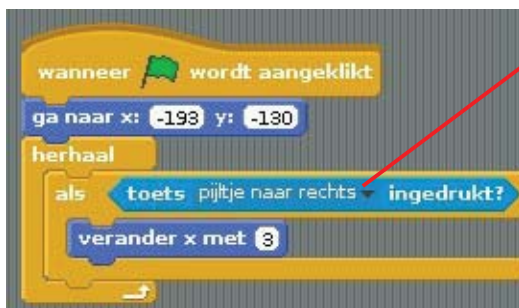 wanneer wordt aangeklikt
ga naar x: -193 y: -130
herhaal
als toets pijltje naar rechts ingedrukt?
verander x met 3